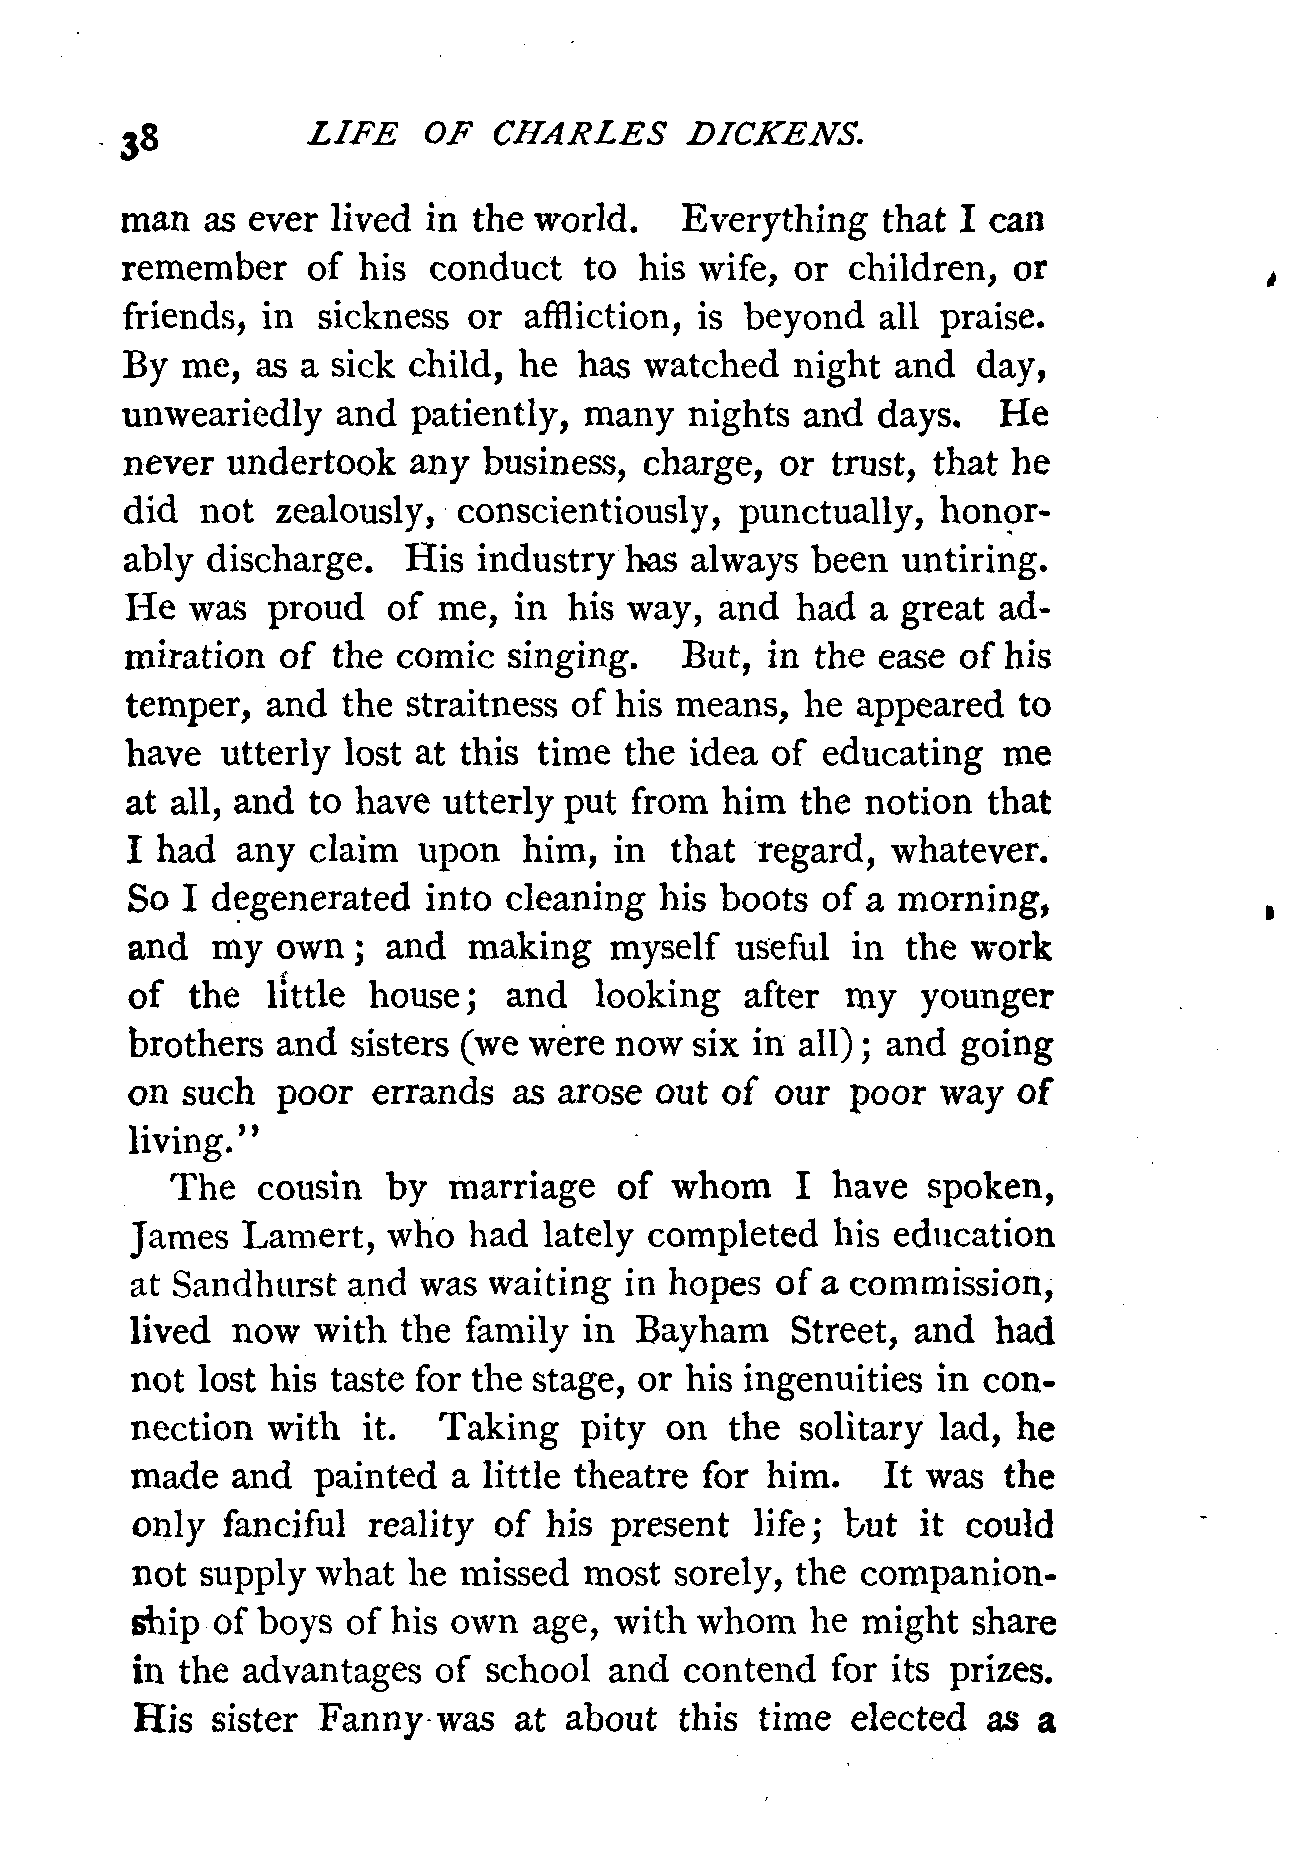 38 LIFE OF CHARLES DICKENS.
man as ever lived in the world. Everything that I can
remember of his conduct to his wife, or children, or
friends, in sickness or affliction, is beyond all praise.
By me, as a sick child, he has watched night and day,
unweariedly and patiently, many nights and days. He
never undertook any business, charge, or trust, that he
did not zealously, conscientiously, punctually, honor-
ably discharge. His industry has always been untiring.
He was proud of me, in his way, and had a great ad-
miration of the comic singing. But, in the ease of his
temper, and the straitness of his means, he appeared to
have utterly lost at this time the idea of educating me
at all, and to have utterly put from him the notion that
I had any claim upon him, in that regard, whatever.
So I degenerated into cleaning his boots of a morning,
and my own; and making myself useful in the work
of the little house; and looking after my younger
brothers and sisters (we were now six in all); and going
on such poor errands as arose out of our poor way of
living."
The cousin by marriage of whom I have spoken,
James Lamert, who had lately completed his education
at Sandhurst and was waiting in hopes of a commission,
lived now with the family in Bayham Street, and had
not lost his taste for the stage, or his ingenuities in con-
nection with it. Taking pity on the solitary lad, he
made and painted a little theatre for him. It was the
only fanciful reality of his present life; but it could
not supply what he missed most sorely, the companion-
ship of boys of his own age, with whom he might share
in the advantages of school and contend for its prizes.
His sister Fanny was at about this time elected as a